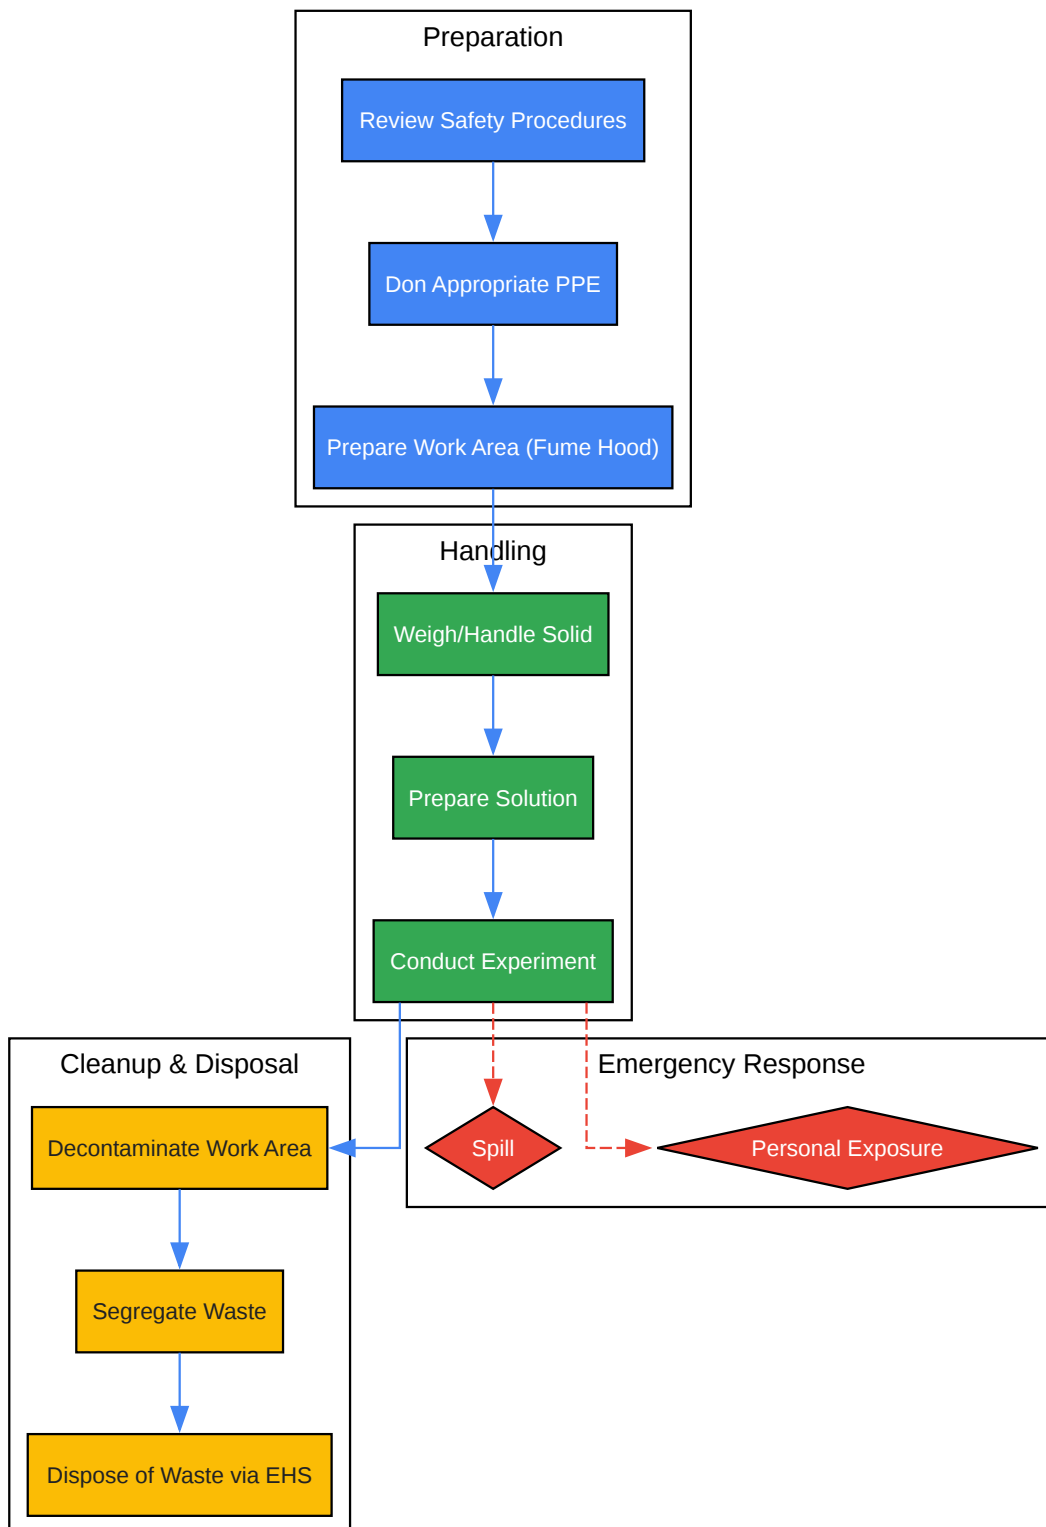 Preparation
Review Safety Procedures
Don Appropriate PPE
Prepare Work Area (Fume Hood)
Handling
Weigh/Handle Solid
Prepare Solution
Conduct Experiment
Cleanup & Disposal
Decontaminate Work Area
Segregate Waste
Dispose of Waste via EHS
Emergency Response
Spill
Personal Exposure